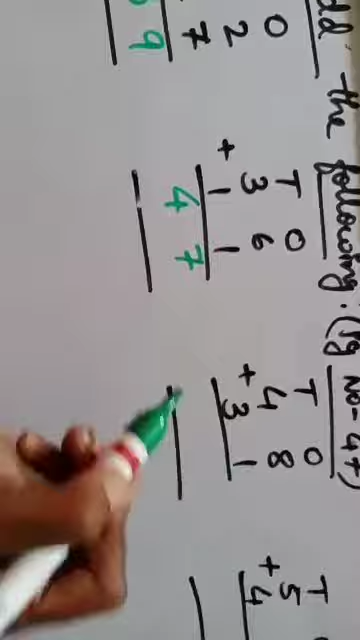 dd the following: (Pg No-47)
T O
3 6
+ 1 1
4 7
T O
4 8
+ 3 1
T
5
+ 4
O
2
7
9